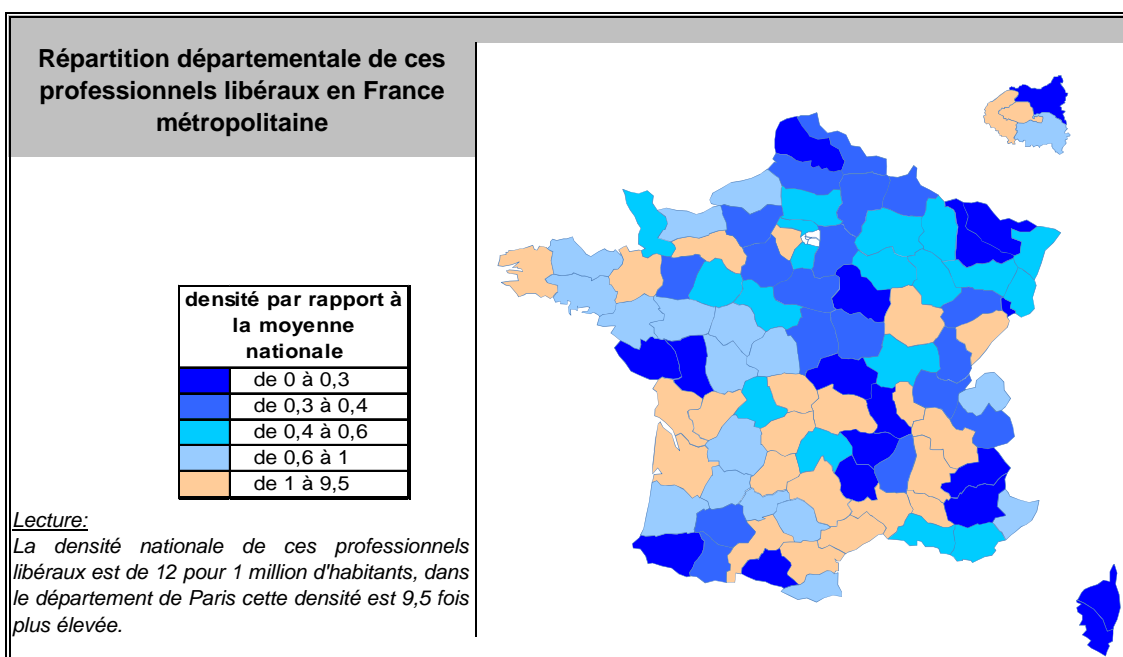 Répartition départementale de ces
professionnels libéraux en France
métropolitaine
densité par rapport à
la moyenne
nationale
de 0 à 0,3
de 0,3 à 0,4
de 0,4 à 0,6
de 0,6 à 1
de 1 à 9,5
Lecture:
La densité nationale de ces professionnels
libéraux est de 12 pour 1 million d'habitants, dans
le département de Paris cette densité est 9,5 fois
plus élevée.